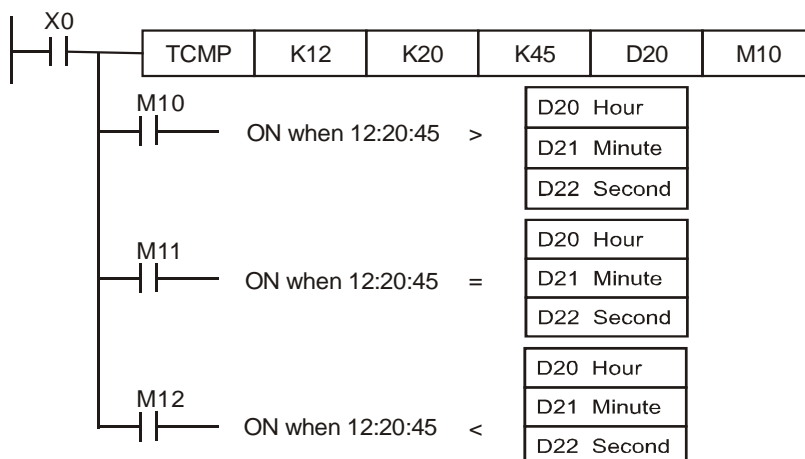 X0
TCMP K12 K20 K45 D20 M10
M10
ON when 12:20:45 >
D20 Hour
D21 Minute
D22 Second
M11
ON when 12:20:45 =
D20 Hour
D21 Minute
D22 Second
M12
ON when 12:20:45 <
D20 Hour
D21 Minute
D22 Second